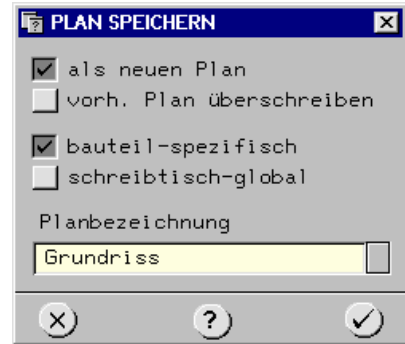 PLAN SPEICHERN
als neuen Plan
vorh. Plan überschreiben
bauteil-spezifisch
schreibtisch-global
Planbezeichnung
Grundriss
?